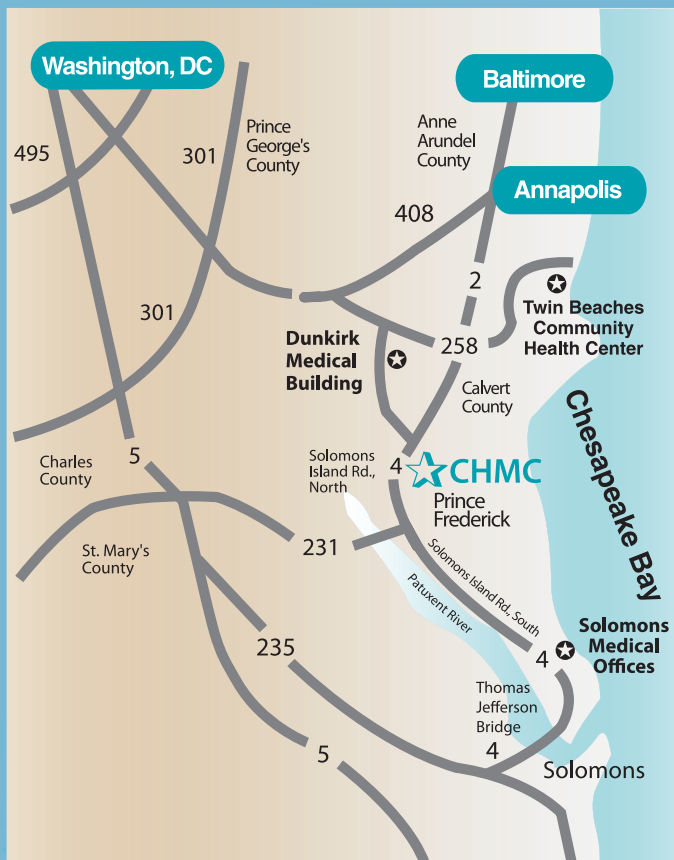 Washington, DC
Baltimore
Prince
George's
County
Anne
Arundel
County
495
301
Annapolis
408
2
301
Twin Beaches
Community
Health Center
Dunkirk
Medical
Building
258
Calvert
County
Chesapeake Bay
5
Charles
County
Solomons
Island Rd.,
North
4
CHMC
Prince
Frederick
231
St. Mary's
County
Solomons Island Rd., South
Patuxent River
235
Solomons
Medical
Offices
4
Thomas
Jefferson
Bridge
4
5
Solomons